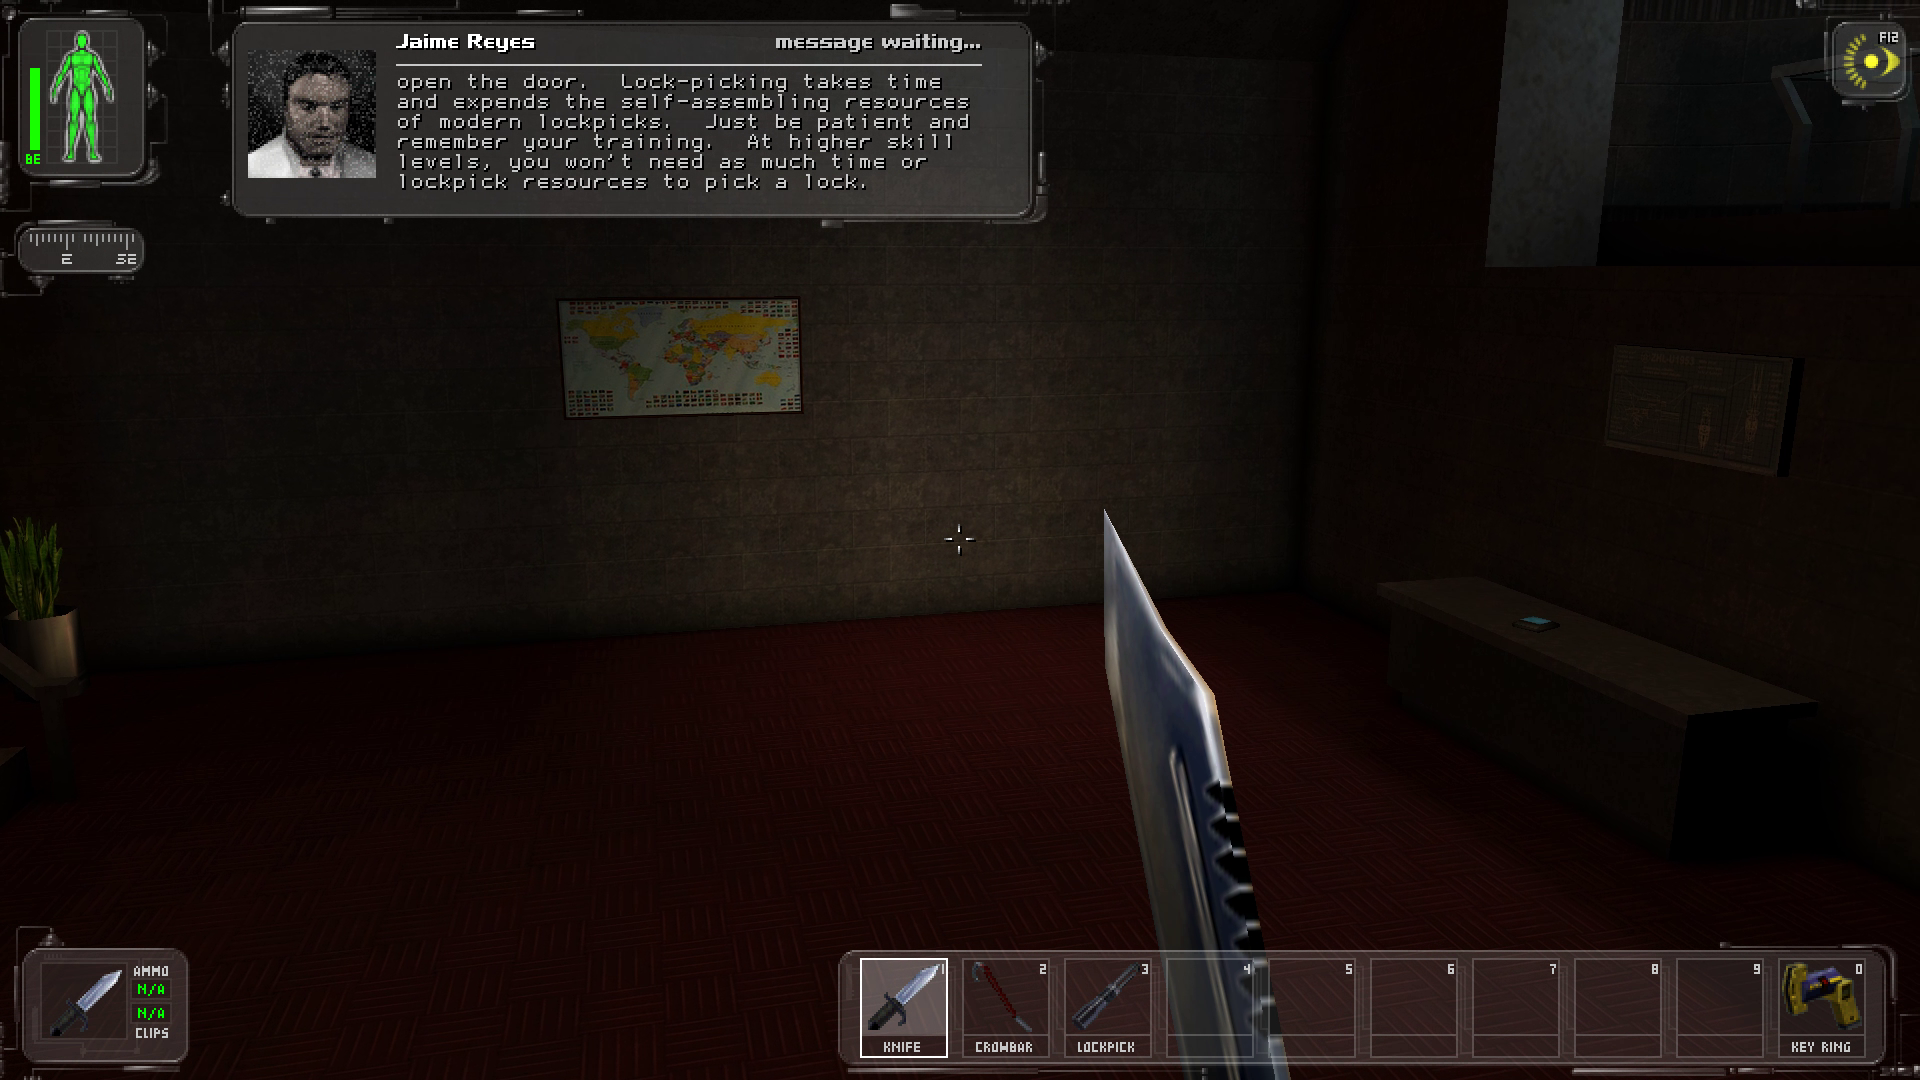 Jaime Reyes message waiting...
open the door. Lock-picking takes time
and expends the self-assembling resources
of modern lockpicks. Just be patient and
remember your training. At higher skill
levels, you won't need as much time or
lockpick resources to pick a lock.
F12
BE
E SE
AMMO
N/A
N/A
CLIPS
1 2 3 4 5 6 7 8 9 0
KNIFE CROWBAR LOCKPICK KEY RING